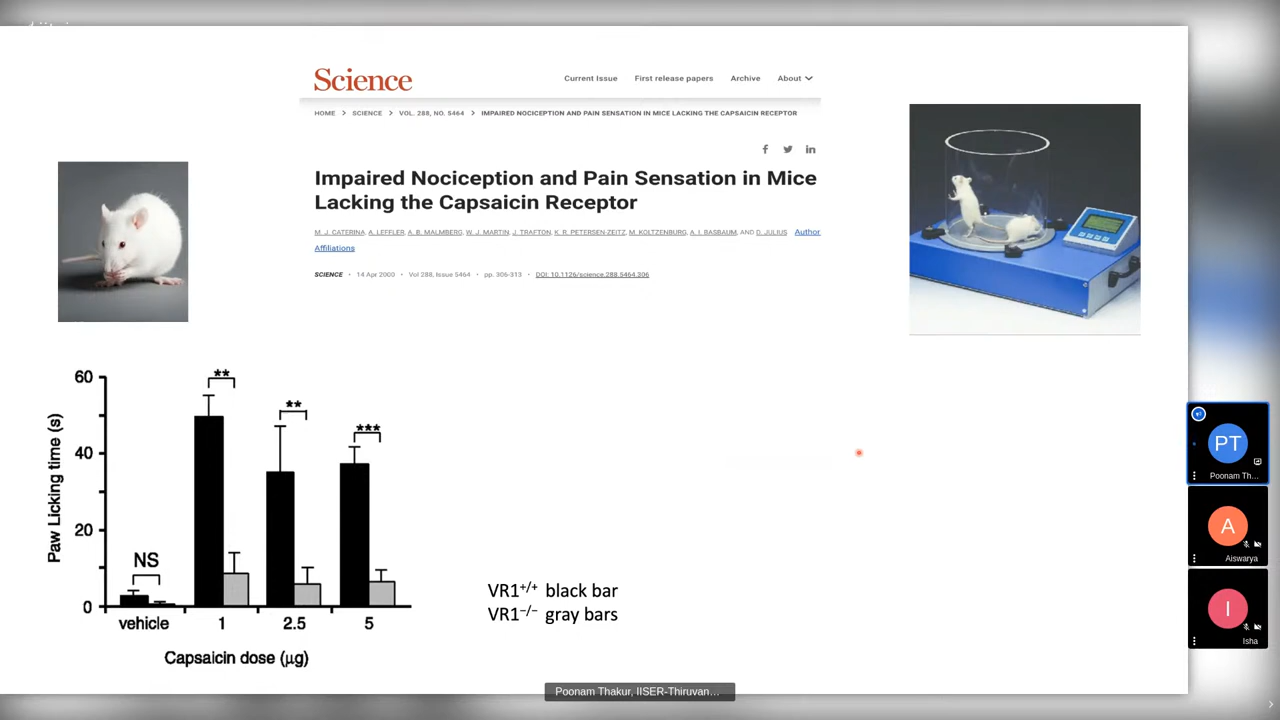 Science
Current Issue First release papers Archive About
HOME > SCIENCE > VOL. 288, NO. 5464 > IMPAIRED NOCICEPTION AND PAIN SENSATION IN MICE LACKING THE CAPSAICIN RECEPTOR
Impaired Nociception and Pain Sensation in Mice
Lacking the Capsaicin Receptor
M. J. CATERINA, A. LEFFLER, A. B. MALMBERG, W. J. MARTIN, J. TRAFTON, K. R. PETERSEN-ZEITZ, M. KOLTZENBURG, A. I. BASBAUM, AND D. JULIUS Author
Affiliations
SCIENCE • 14 Apr 2000 • Vol 288, Issue 5464 • pp. 306-313 • DOI: 10.1126/science.288.5464.306
Paw Licking time (s)
60
40
20
0
NS
**
**
***
vehicle 1 2.5 5
Capsaicin dose (µg)
VR1+/+ black bar
VR1−/− gray bars
PT
Poonam Th...
A
Aiswarya
I
Isha
Poonam Thakur, IISER-Thiruvan...